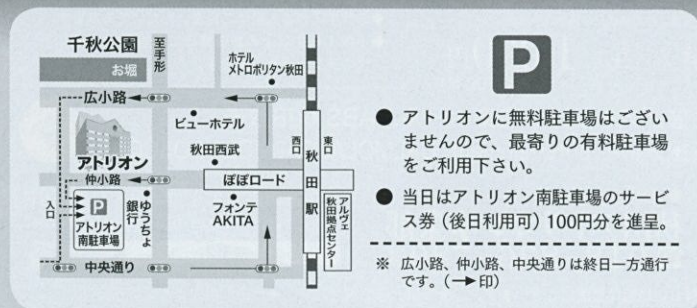 千秋公園
お堀
至手形
ホテル
メトロポリタン秋田
広小路
ビューホテル
アトリオン
秋田西武
西口
東口
秋田駅
仲小路
ぽぽロード
入口
P
アトリオン
南駐車場
ゆうちょ
銀行
フォンテ
AKITA
アルヴェ
秋田拠点センター
中央通り
P
● アトリオンに無料駐車場はござい
ませんので、最寄りの有料駐車場
をご利用下さい。
● 当日はアトリオン南駐車場のサービ
ス券（後日利用可）100円分を進呈。
※ 広小路、仲小路、中央通りは終日一方通行
です。（→印）